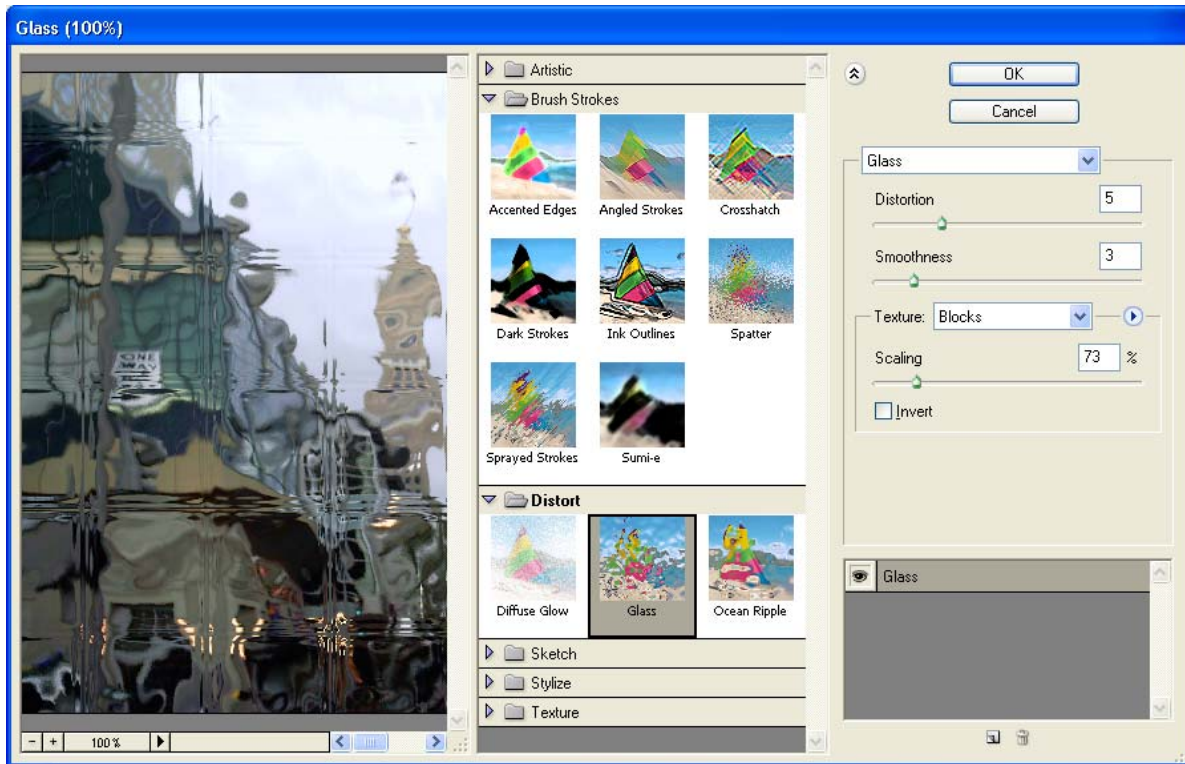 Glass (100%)
ONE
WAY
100%
Artistic
Brush Strokes
Accented Edges
Angled Strokes
Crosshatch
Dark Strokes
Ink Outlines
Spatter
Sprayed Strokes
Sumi-e
Distort
Diffuse Glow
Glass
Ocean Ripple
Sketch
Stylize
Texture
OK
Cancel
Glass
Distortion 5
Smoothness 3
Texture: Blocks
Scaling 73 %
Invert
Glass